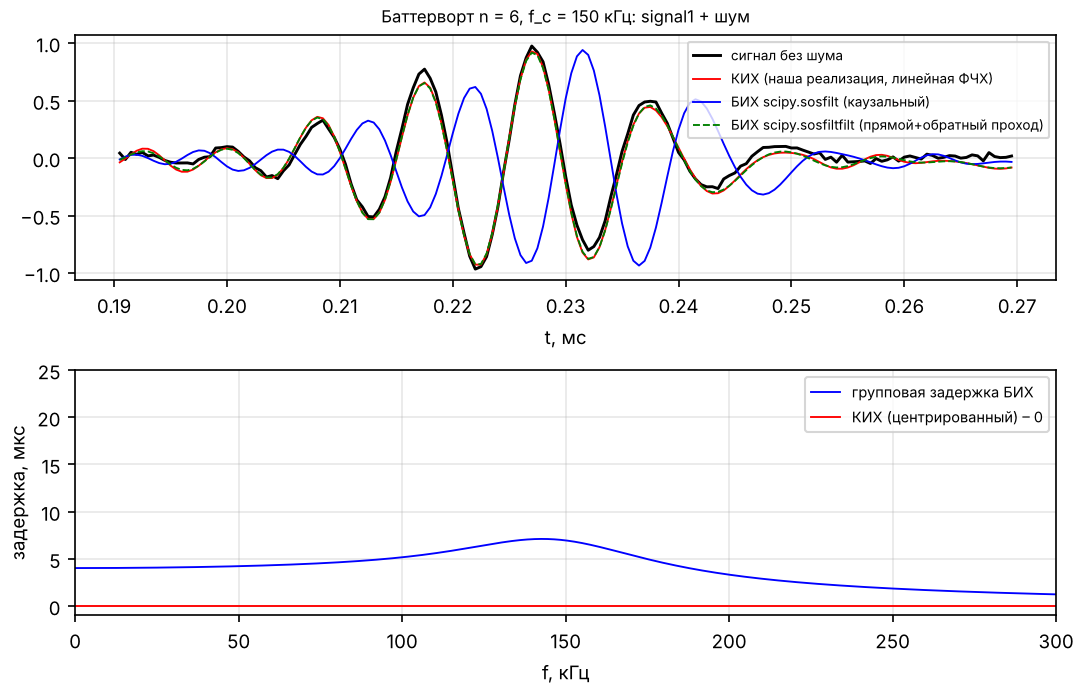 Баттерворт n = 6, f_c = 150 кГц: signal1 + шум
1.0
0.5
0.0
−0.5
−1.0
сигнал без шума
КИХ (наша реализация, линейная ФЧХ)
БИХ scipy.sosfilt (каузальный)
БИХ scipy.sosfiltfilt (прямой+обратный проход)
0.19 0.20 0.21 0.22 0.23 0.24 0.25 0.26 0.27
t, мс
25
20
15
10
5
0
задержка, мкс
групповая задержка БИХ
КИХ (центрированный) – 0
0 50 100 150 200 250 300
f, кГц